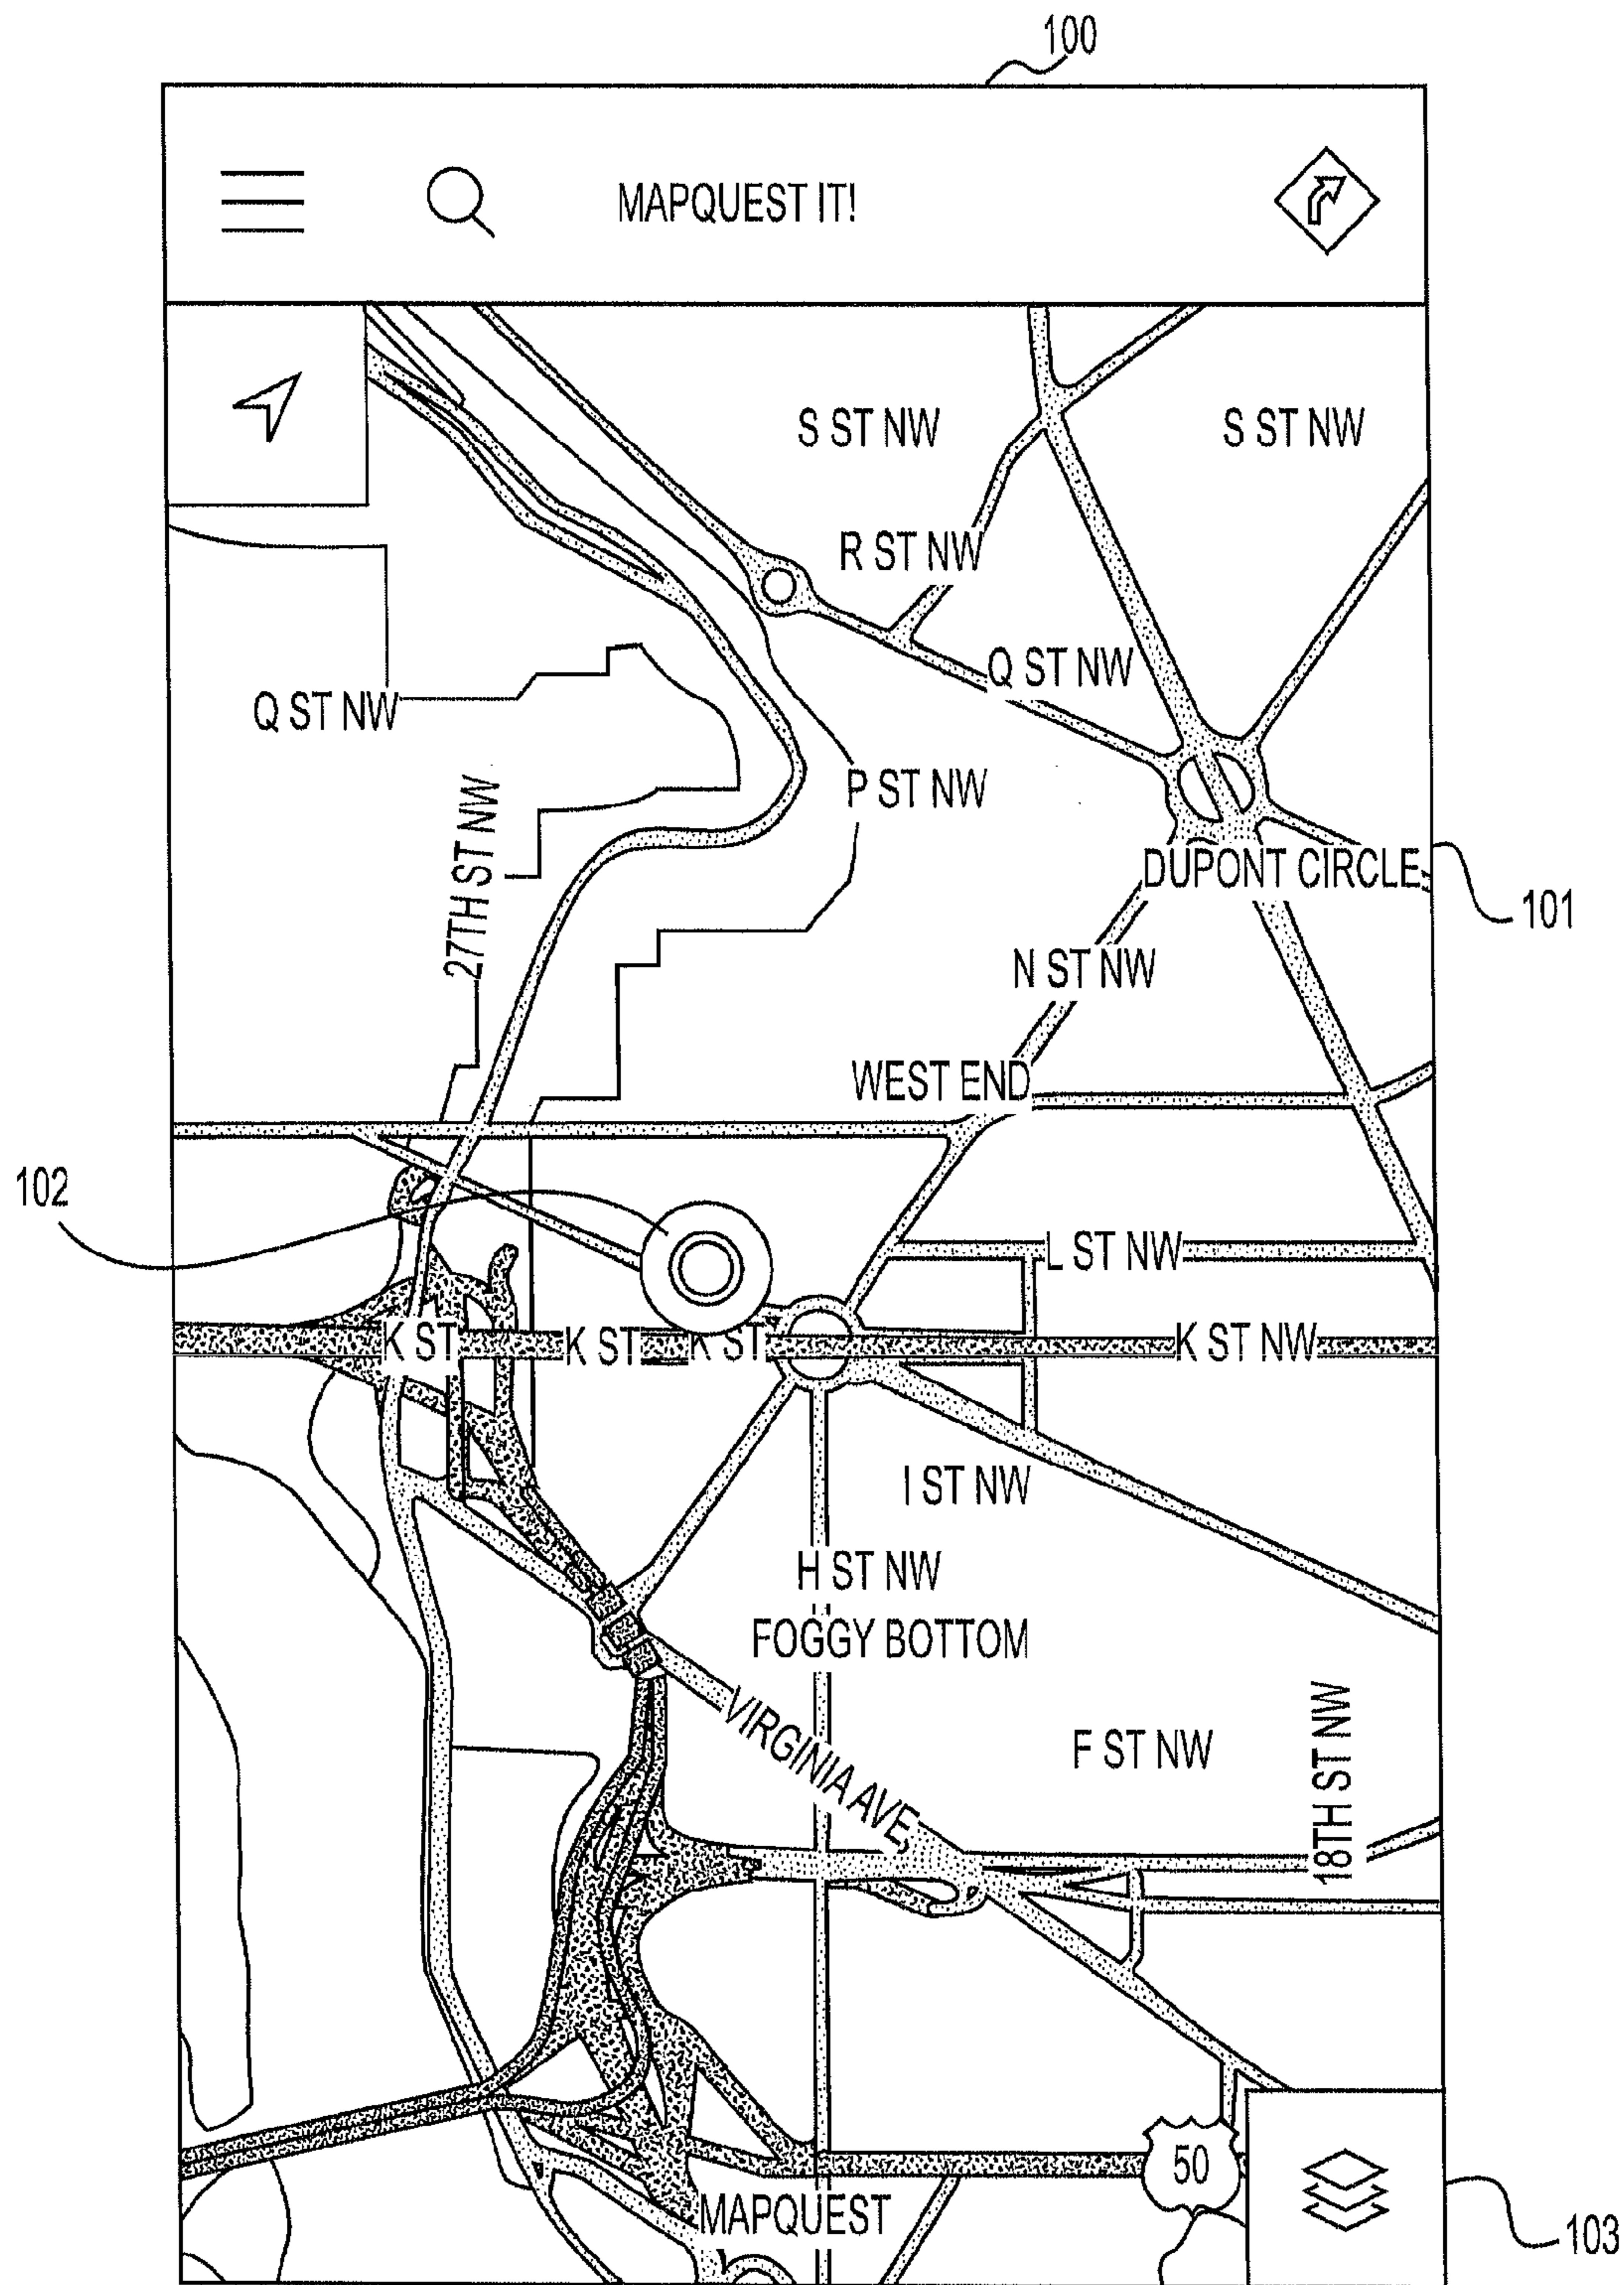 100
MAPQUEST IT!
S ST NW
S ST NW
R ST NW
Q ST NW
Q ST NW
P ST NW
27TH ST NW
DUPONT CIRCLE
101
N ST NW
WEST END
102
L ST NW
K ST
K ST
K ST
K ST NW
I ST NW
H ST NW
FOGGY BOTTOM
VIRGINIA AVE,
F ST NW
18TH ST NW
50
MAPQUEST
103